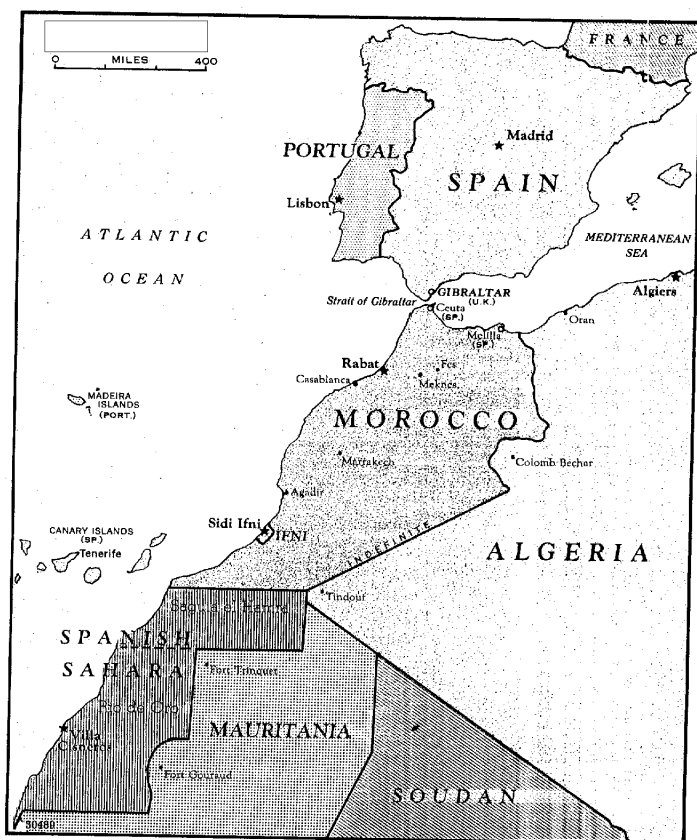 0 MILES 400
FRANCE
PORTUGAL
Madrid
SPAIN
Lisbon
ATLANTIC
OCEAN
MEDITERRANEAN
SEA
Strait of Gibraltar
GIBRALTAR
(U.K.)
Ceuta
(SP.)
Melilla
(SP.)
Algiers
Oran
Rabat
Casablanca
Fes
Meknes
MADEIRA
ISLANDS
(PORT.)
MOROCCO
Marrakech
Colomb Bechar
Agadir
Sidi Ifni
IFNI
CANARY ISLANDS
(SP.)
Tenerife
INDEFINITE
ALGERIA
Tindouf
Seguia el Hamra
SPANISH
SAHARA
Fort Trinquet
Rio de Oro
Villa
Cisneros
MAURITANIA
Fort Gouraud
SOUDAN
30480